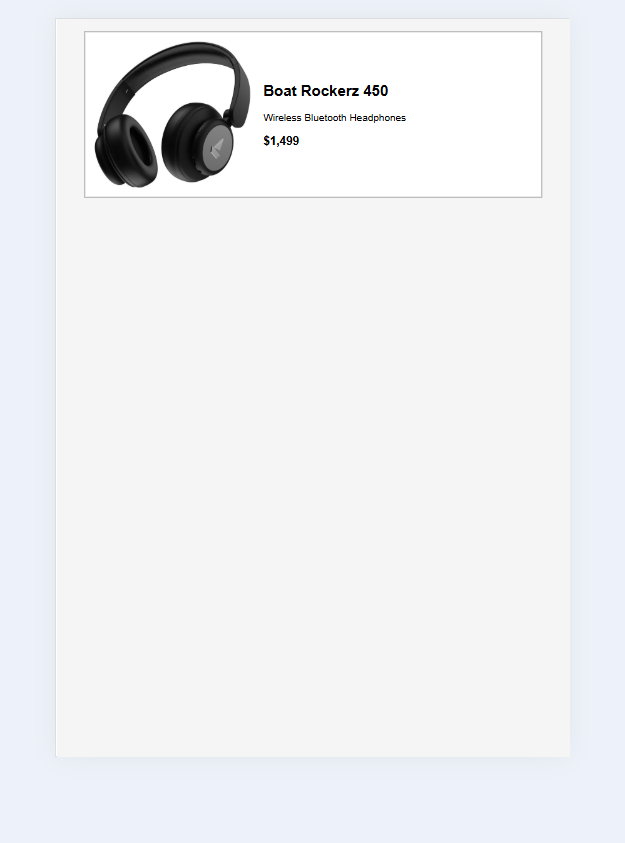 Boat Rockerz 450
Wireless Bluetooth Headphones
$1,499